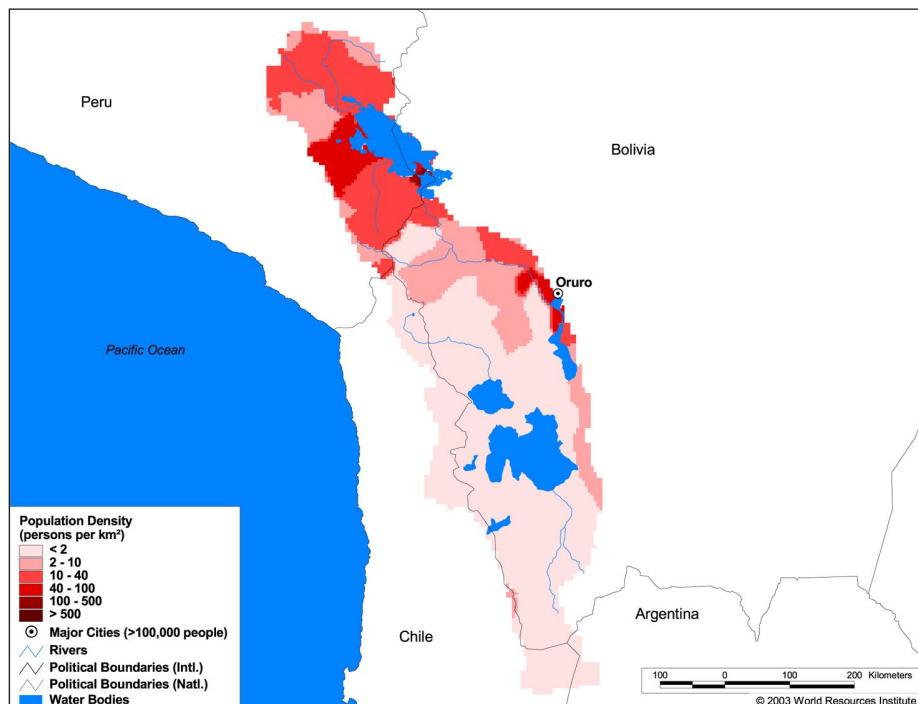 Peru
Bolivia
Oruro
Pacific Ocean
Population Density
(persons per km²)
< 2
2 - 10
10 - 40
40 - 100
100 - 500
> 500
Major Cities (>100,000 people)
Rivers
Political Boundaries (Intl.)
Political Boundaries (Natl.)
Water Bodies
Chile
Argentina
100 0 100 200 Kilometers
© 2003 World Resources Institute